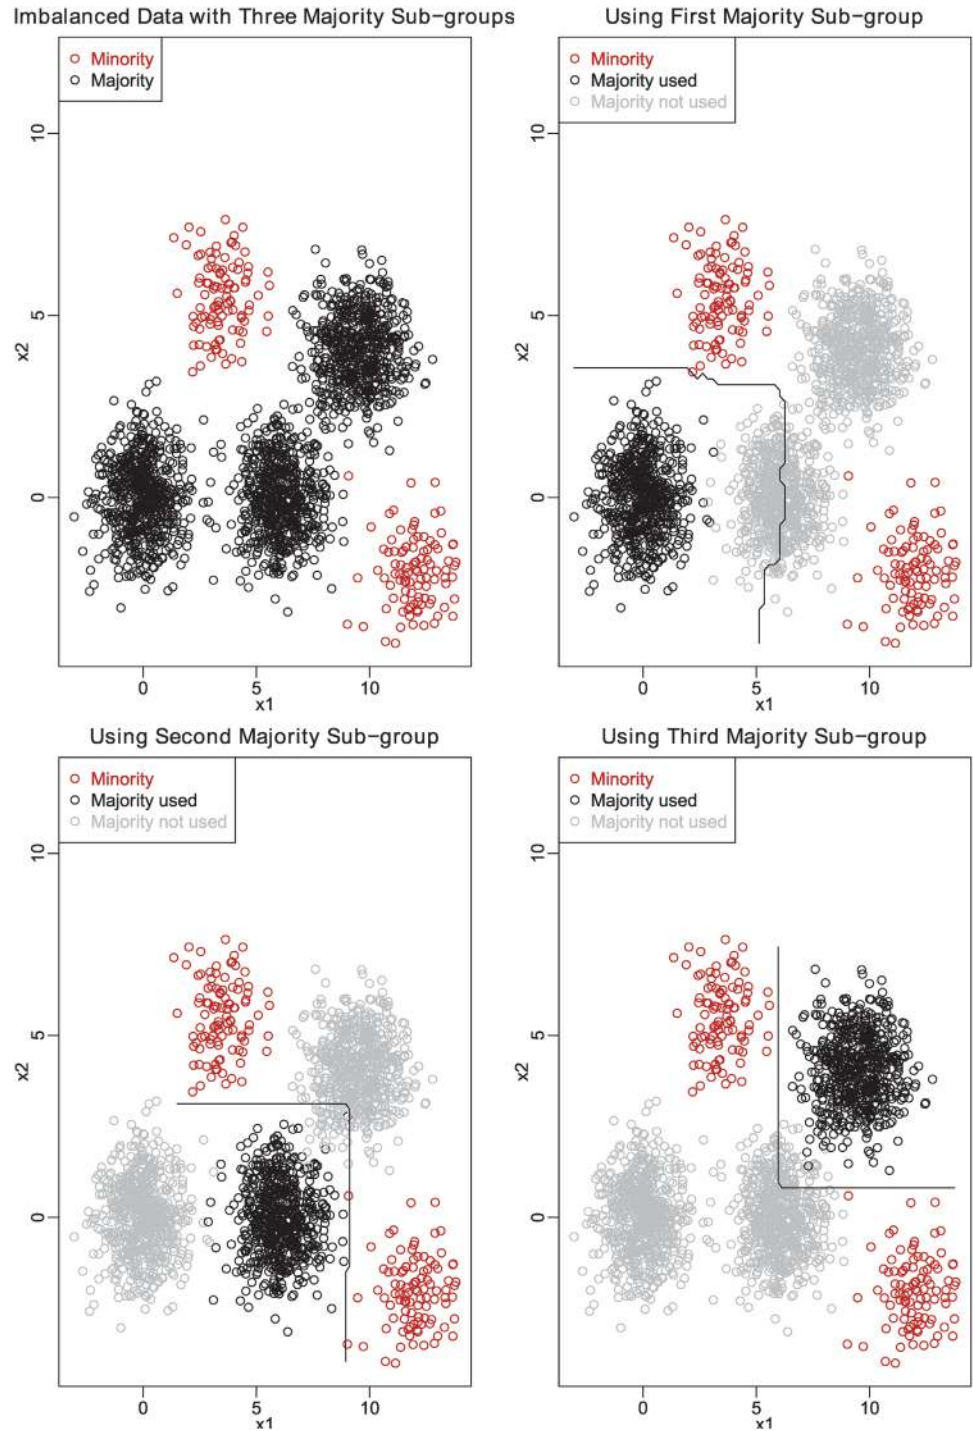 Imbalanced Data with Three Majority Sub-groups
Minority
Majority
10
5
0
x2
0 5 10
x1
Using First Majority Sub-group
Minority
Majority used
Majority not used
10
5
0
x2
0 5 10
x1
Using Second Majority Sub-group
Minority
Majority used
Majority not used
10
5
0
x2
0 5 10
x1
Using Third Majority Sub-group
Minority
Majority used
Majority not used
10
5
0
x2
0 5 10
x1